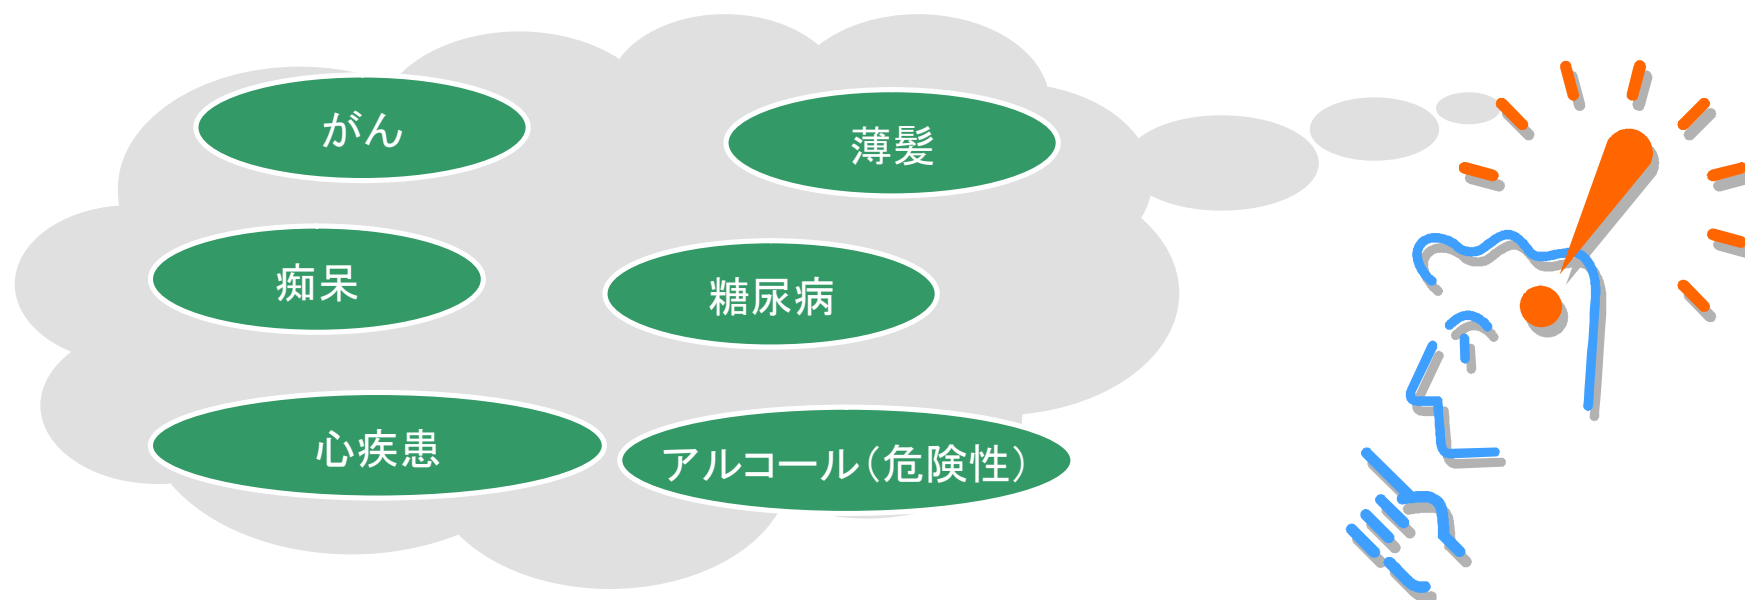 がん
薄髪
痴呆
糖尿病
心疾患
アルコール（危険性）